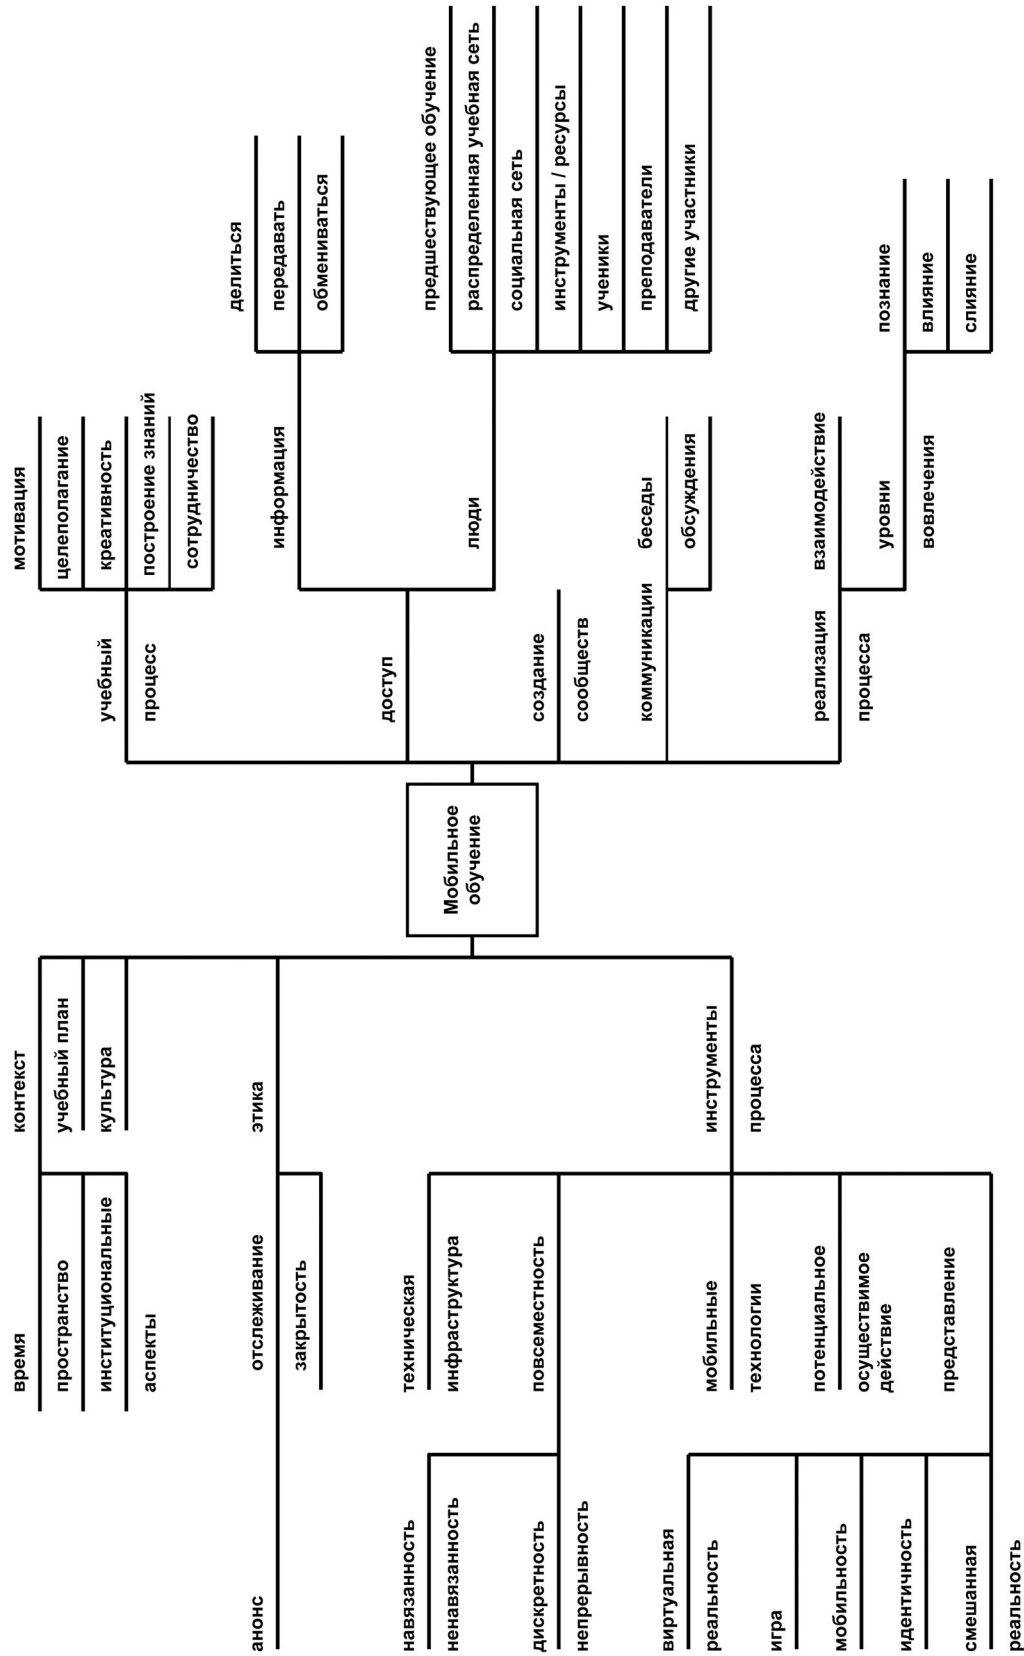 Мобильное
обучение
контекст
учебный план
культура
время
пространство
институциональные
аспекты
этика
отслеживание
закрытость
анонс
инструменты
процесса
техническая
инфраструктура
повсеместность
навязанность
ненавязанность
дискретность
непрерывность
мобильные
технологии
потенциальное
осуществимое
действие
представление
виртуальная
реальность
игра
мобильность
идентичность
смешанная
реальность
учебный
процесс
мотивация
целеполагание
креативность
построение знаний
сотрудничество
доступ
информация
делиться
передавать
обмениваться
люди
предшествующее обучение
распределенная учебная сеть
социальная сеть
инструменты / ресурсы
ученики
преподаватели
другие участники
создание
сообществ
коммуникации
беседы
обсуждения
реализация
процесса
взаимодействие
уровни
вовлечения
познание
влияние
слияние